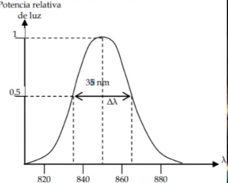 Potencia relativa
de luz
1
35 nm
0,5
Δλ
λ
820 840 860 880